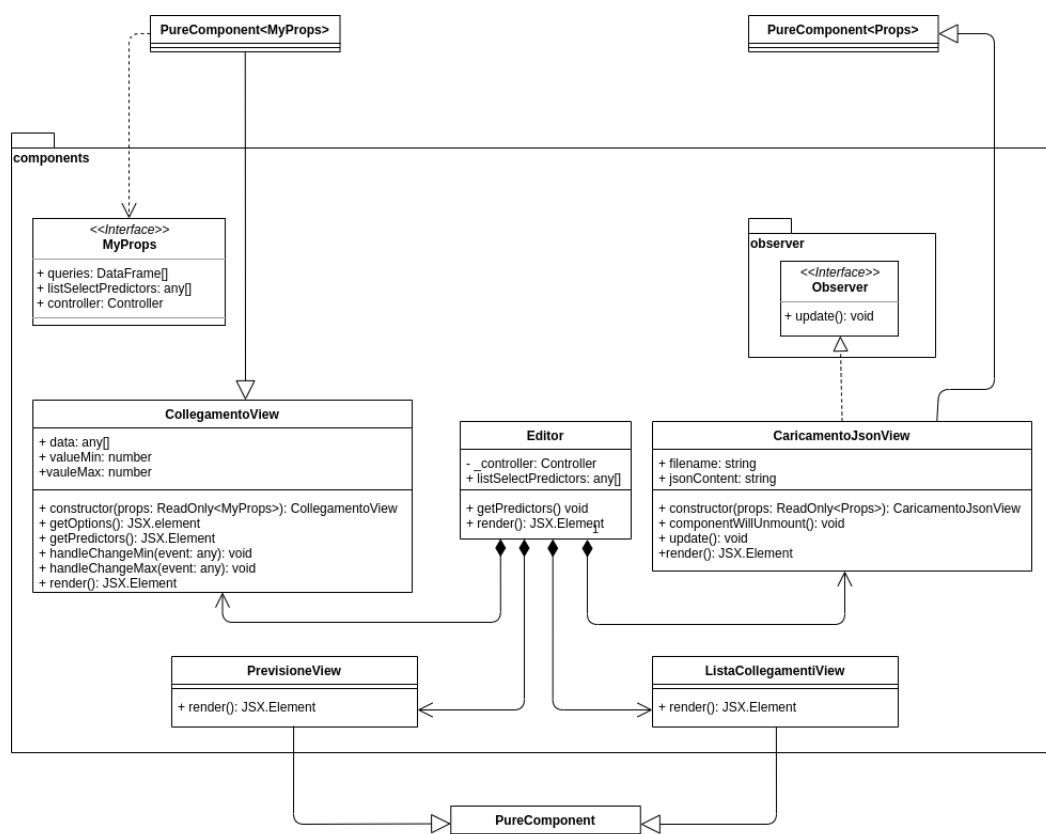 PureComponent<MyProps>
PureComponent<Props>
components
<<Interface>>
MyProps
+ queries: DataFrame[]
+ listSelectPredictors: any[]
+ controller: Controller
observer
<<Interface>>
Observer
+ update(): void
CollegamentoView
+ data: any[]
+ valueMin: number
+vauleMax: number
+ constructor(props: ReadOnly<MyProps>): CollegamentoView
+ getOptions(): JSX.element
+ getPredictors(): JSX.Element
+ handleChangeMin(event: any): void
+ handleChangeMax(event: any): void
+ render(): JSX.Element
Editor
- _controller: Controller
+ listSelectPredictors: any[]
+ getPredictors() void
+ render(): JSX.Element
1
CaricamentoJsonView
+ filename: string
+ jsonContent: string
+ constructor(props: ReadOnly<Props>): CaricamentoJsonView
+ componentWillUnmount(): void
+ update(): void
+render(): JSX.Element
PrevisioneView
+ render(): JSX.Element
ListaCollegamentiView
+ render(): JSX.Element
PureComponent